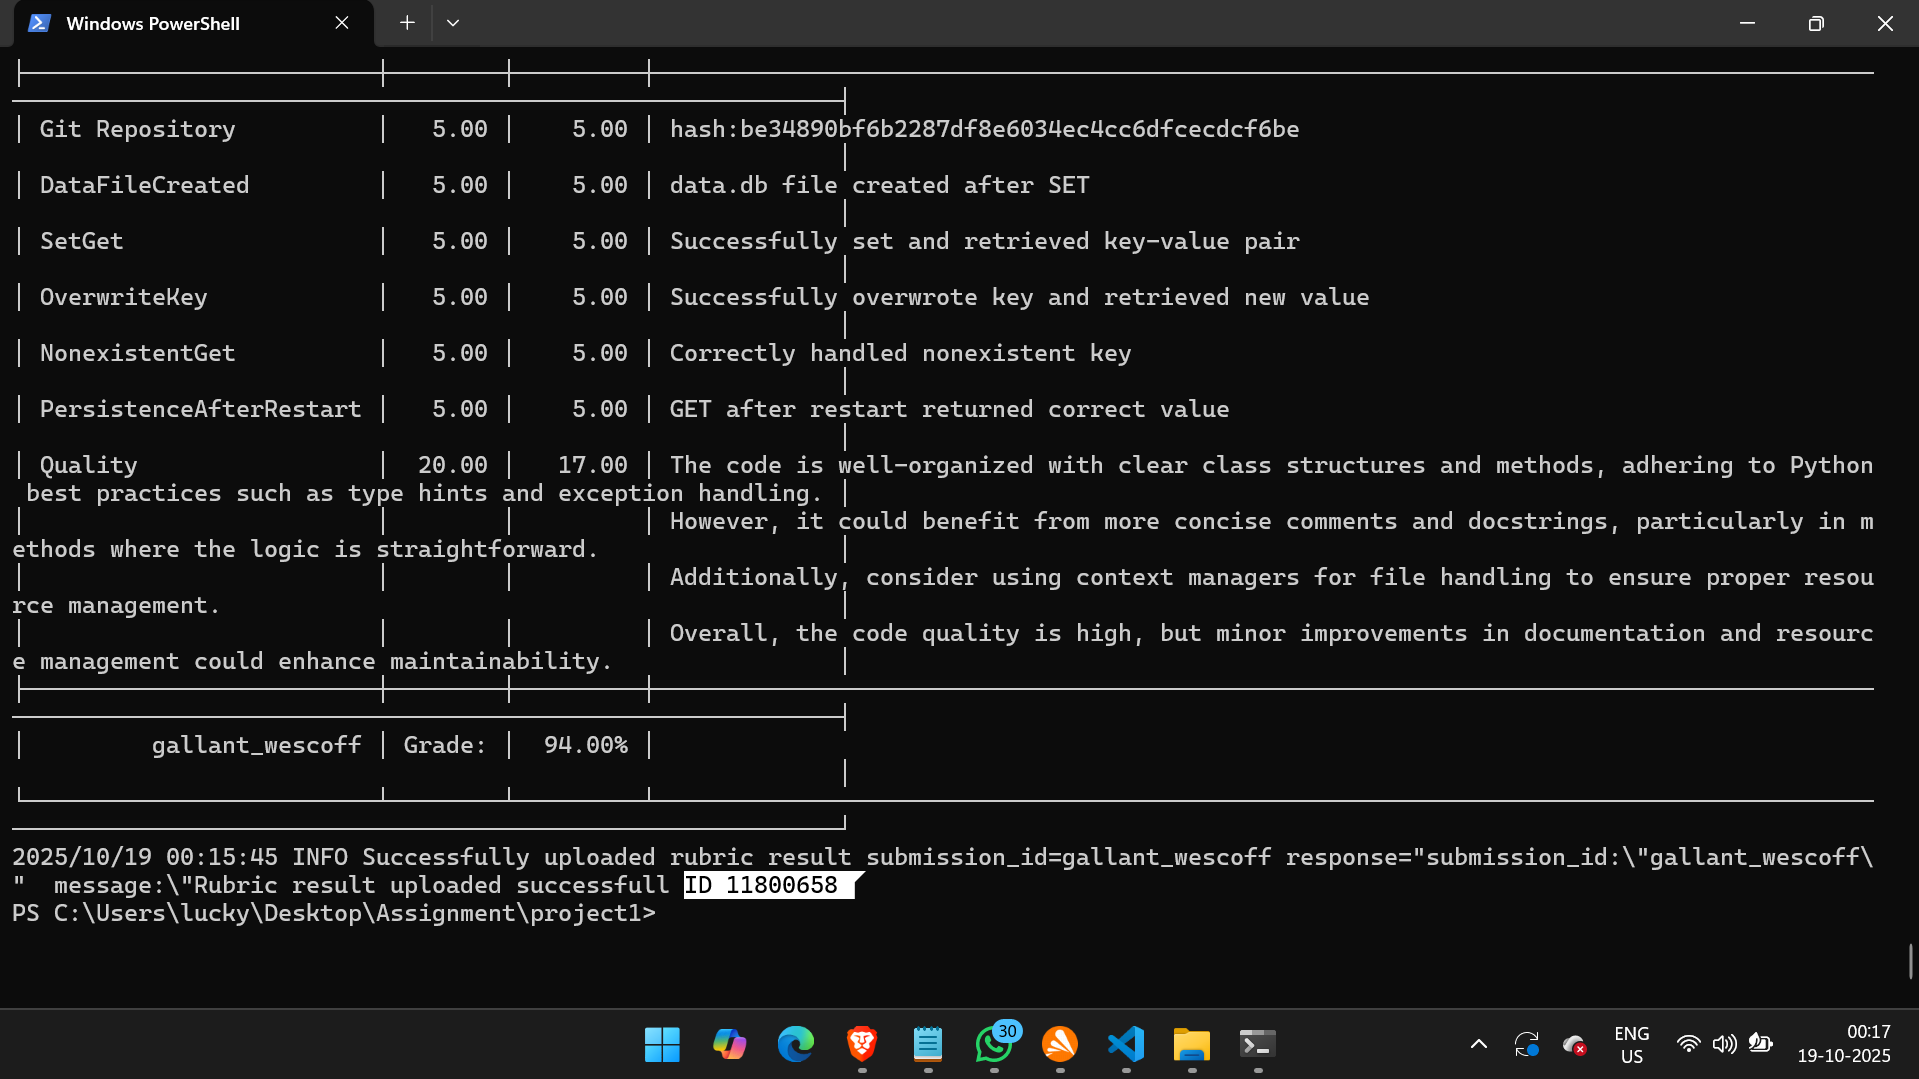 Windows PowerShell
| Git Repository | 5.00 | 5.00 | hash:be34890bf6b2287df8e6034ec4cc6dfcecdcf6be
|
| DataFileCreated | 5.00 | 5.00 | data.db file created after SET
|
| SetGet | 5.00 | 5.00 | Successfully set and retrieved key-value pair
|
| OverwriteKey | 5.00 | 5.00 | Successfully overwrote key and retrieved new value
|
| NonexistentGet | 5.00 | 5.00 | Correctly handled nonexistent key
|
| PersistenceAfterRestart | 5.00 | 5.00 | GET after restart returned correct value
|
| Quality | 20.00 | 17.00 | The code is well-organized with clear class structures and methods, adhering to Python
best practices such as type hints and exception handling. |
| | | | However, it could benefit from more concise comments and docstrings, particularly in m
ethods where the logic is straightforward. |
| | | | Additionally, consider using context managers for file handling to ensure proper resou
rce management. |
| | | | Overall, the code quality is high, but minor improvements in documentation and resourc
e management could enhance maintainability. |
| gallant_wescoff | Grade: | 94.00% |
|
2025/10/19 00:15:45 INFO Successfully uploaded rubric result submission_id=gallant_wescoff response="submission_id:\"gallant_wescoff\
" message:\"Rubric result uploaded successfull ID 11800658
PS C:\Users\lucky\Desktop\Assignment\project1>
30
ENG
US
00:17
19-10-2025